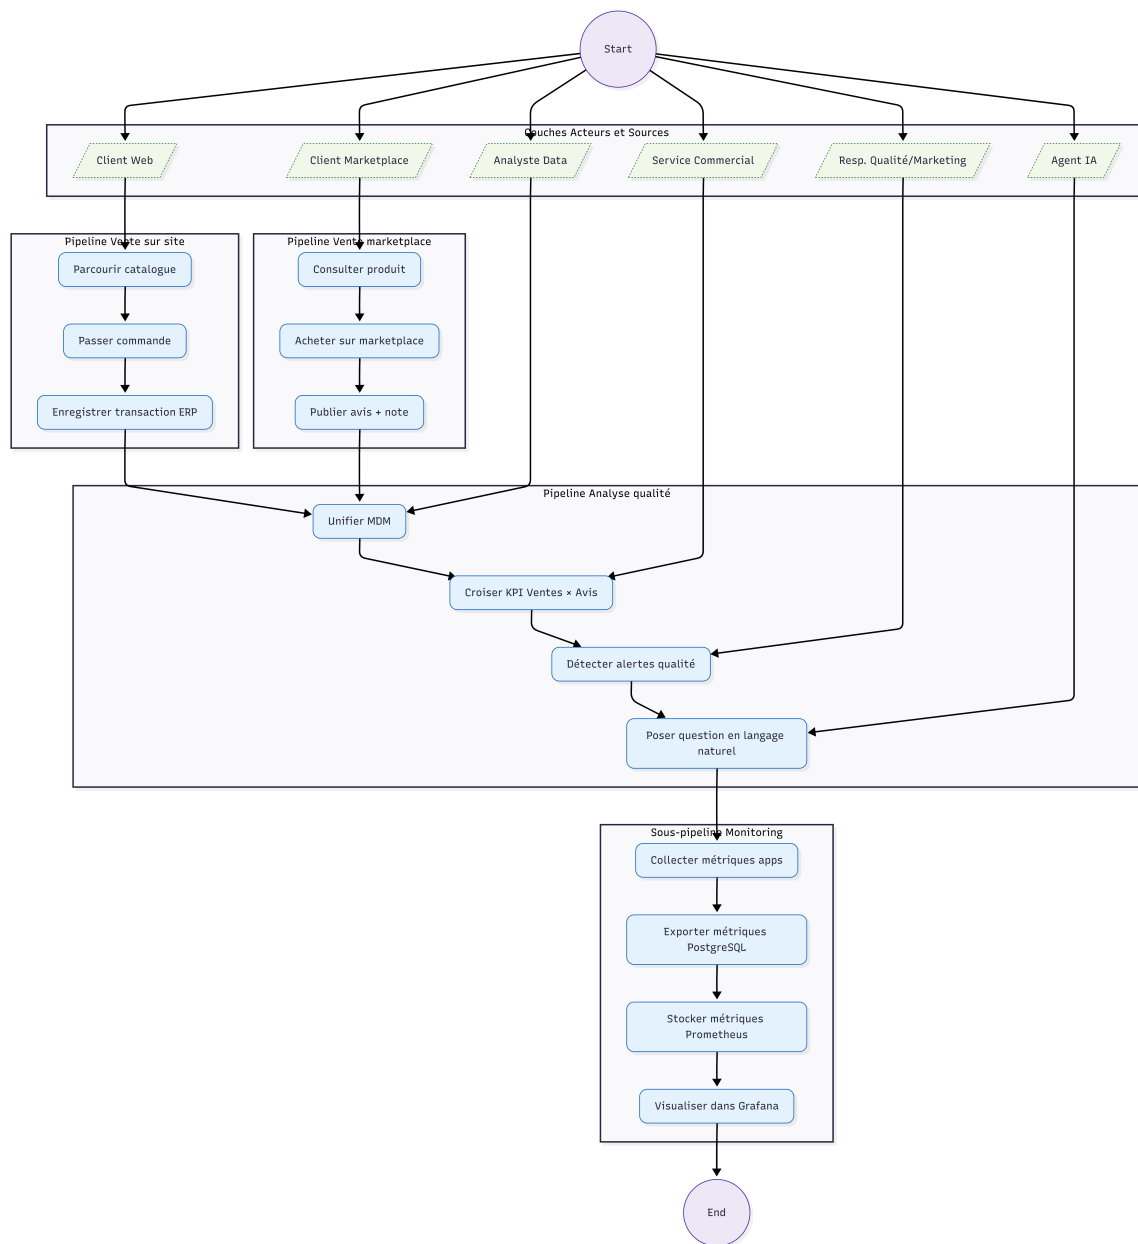 Start
Couches Acteurs et Sources
Client Web
Client Marketplace
Analyste Data
Service Commercial
Resp. Qualité/Marketing
Agent IA
Pipeline Vente sur site
Parcourir catalogue
Passer commande
Enregistrer transaction ERP
Pipeline Vente marketplace
Consulter produit
Acheter sur marketplace
Publier avis + note
Pipeline Analyse qualité
Unifier MDM
Croiser KPI Ventes × Avis
Détecter alertes qualité
Poser question en langage
naturel
Sous-pipeline Monitoring
Collecter métriques apps
Exporter métriques
PostgreSQL
Stocker métriques
Prometheus
Visualiser dans Grafana
End